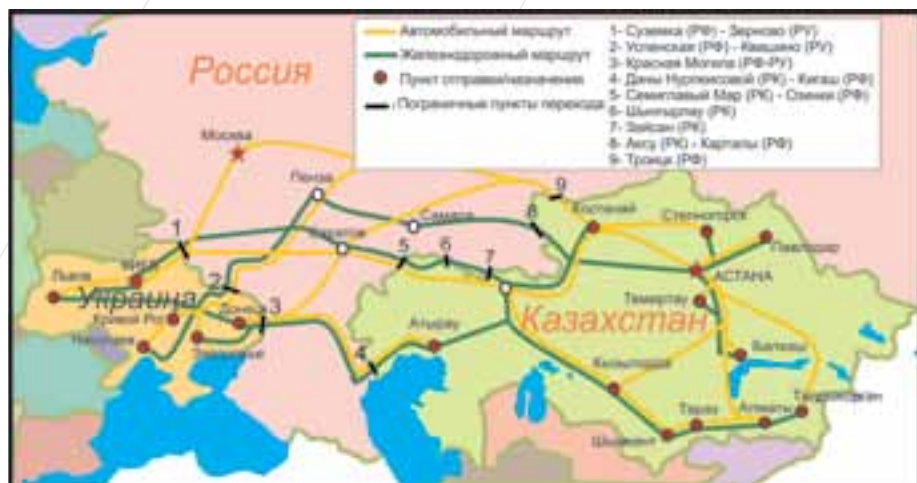 Автомобильный маршрут
Железнодорожный маршрут
Пункт отправки/назначения
Пограничные пункты перехода
1- Суземка (РФ) - Зерново (РУ)
2- Успенская (РФ) - Квашино (РУ)
3- Красная Могила (РФ-РУ)
4- Дины Нурпеисовой (РК) - Кигаш (РФ)
5- Семиглавый Мар (РК) - Озинки (РФ)
6- Шынгырлау (РК)
7- Зайсан (РК)
8- Аксу (РК) - Карталы (РФ)
9- Троицк (РФ)
Россия
Москва
Пенза
Самара
Саратов
1
2
3
4
5
6
7
8
9
Костанай
Степногорск
Павлодар
АСТАНА
Львов
КИЕВ
Украина
Донецк
Кривой Рог
Николаев
Темиртау
Казахстан
Атырау
Балхаш
Кызылорда
Тараз
Алматы
Талдыкорган
Шымкент